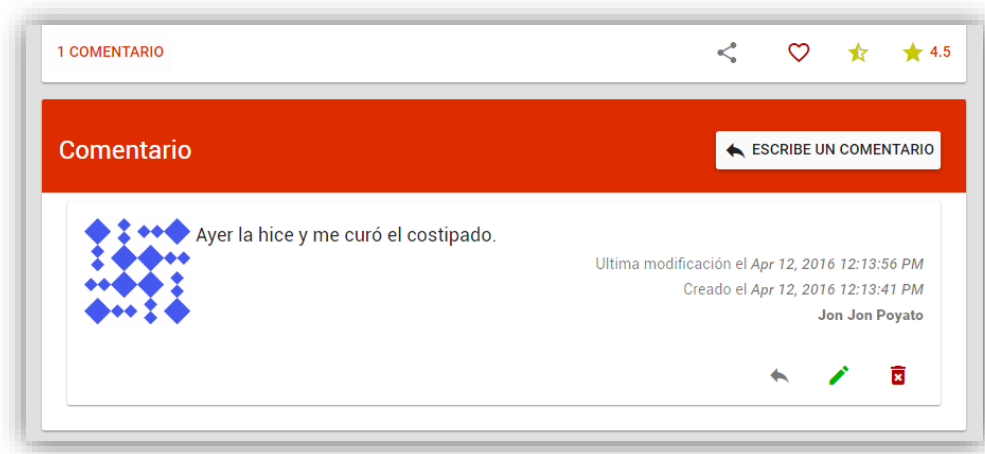 1 COMENTARIO
4.5
Comentario
ESCRIBE UN COMENTARIO
Ayer la hice y me curó el costipado.
Ultima modificación el Apr 12, 2016 12:13:56 PM
Creado el Apr 12, 2016 12:13:41 PM
Jon Jon Poyato